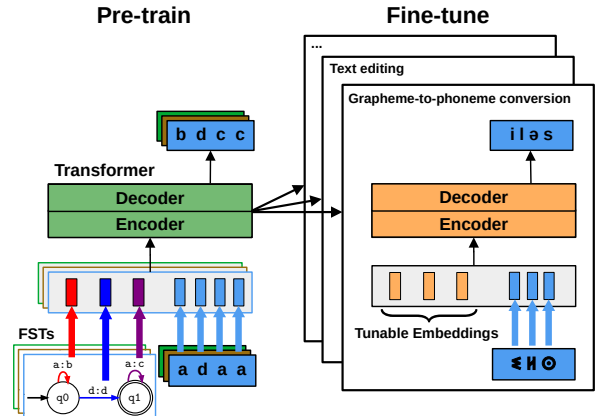 Pre-train
Fine-tune
...
Text editing
Grapheme-to-phoneme conversion
b d c c
i l ə s
Transformer
Decoder
Encoder
Decoder
Encoder
Tunable Embeddings
FSTs
a:b
a:c
d:d
q0
q1
a d a a